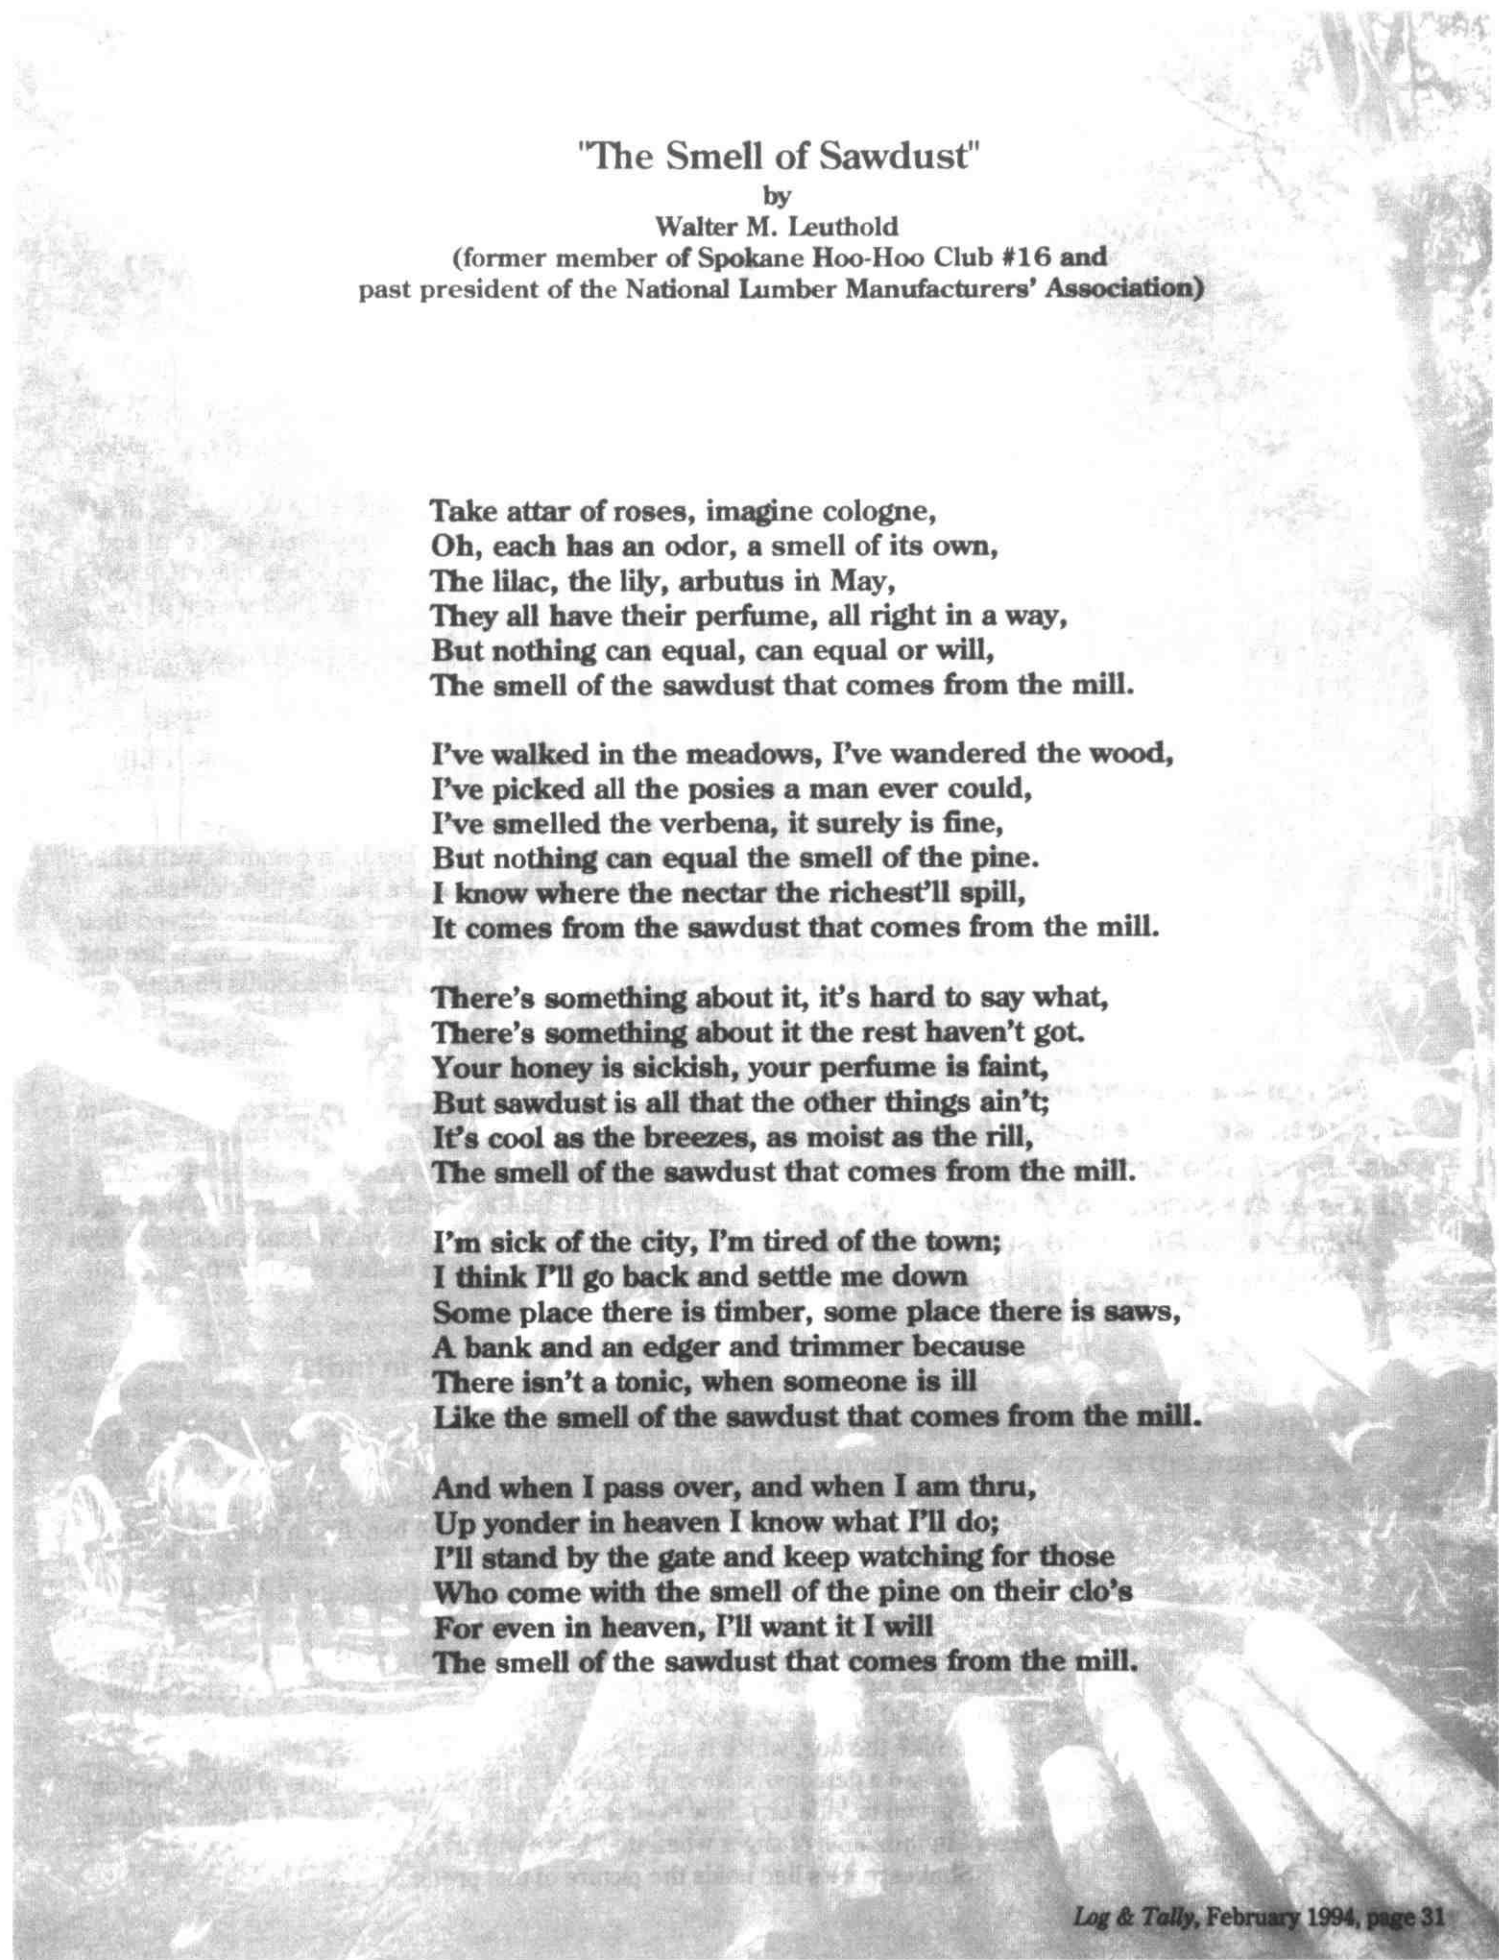 "The Smell of Sawdust"
by
Walter M. Leuthold
(former member of Spokane Hoo-Hoo Club #16 and
past president of the National Lumber Manufacturers' Association)
Take attar of roses, imagine cologne,
Oh, each has an odor, a smell of its own,
The lilac, the lily, arbutus in May,
They all have their perfume, all right in a way,
But nothing can equal, can equal or will,
The smell of the sawdust that comes from the mill.
I've walked in the meadows, I've wandered the wood,
I've picked all the posies a man ever could,
I've smelled the verbena, it surely is fine,
But nothing can equal the smell of the pine.
I know where the nectar the richest'll spill,
It comes from the sawdust that comes from the mill.
There's something about it, it's hard to say what,
There's something about it the rest haven't got.
Your honey is sickish, your perfume is faint,
But sawdust is all that the other things ain't;
It's cool as the breezes, as moist as the rill,
The smell of the sawdust that comes from the mill.
I'm sick of the city, I'm tired of the town;
I think I'll go back and settle me down
Some place there is timber, some place there is saws,
A bank and an edger and trimmer because
There isn't a tonic, when someone is ill
Like the smell of the sawdust that comes from the mill.
And when I pass over, and when I am thru,
Up yonder in heaven I know what I'll do;
I'll stand by the gate and keep watching for those
Who come with the smell of the pine on their clo's
For even in heaven, I'll want it I will
The smell of the sawdust that comes from the mill.
Log & Tally, February 1994, page 31